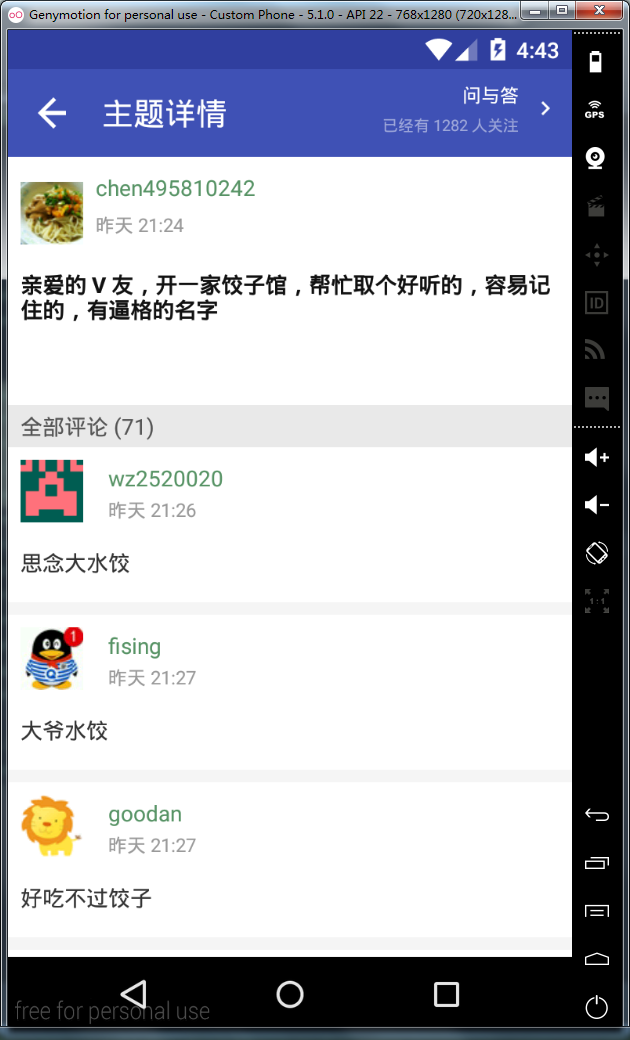 Genymotion for personal use - Custom Phone - 5.1.0 - API 22 - 768x1280 (720x128...
4:43
主题详情
问与答
已经有 1282 人关注
GPS
chen495810242
昨天 21:24
亲爱的 V 友，开一家饺子馆，帮忙取个好听的，容易记
住的，有逼格的名字
ID
全部评论 (71)
wz2520020
昨天 21:26
思念大水饺
1:1
1
fising
昨天 21:27
大爷水饺
goodan
昨天 21:27
好吃不过饺子
free for personal use